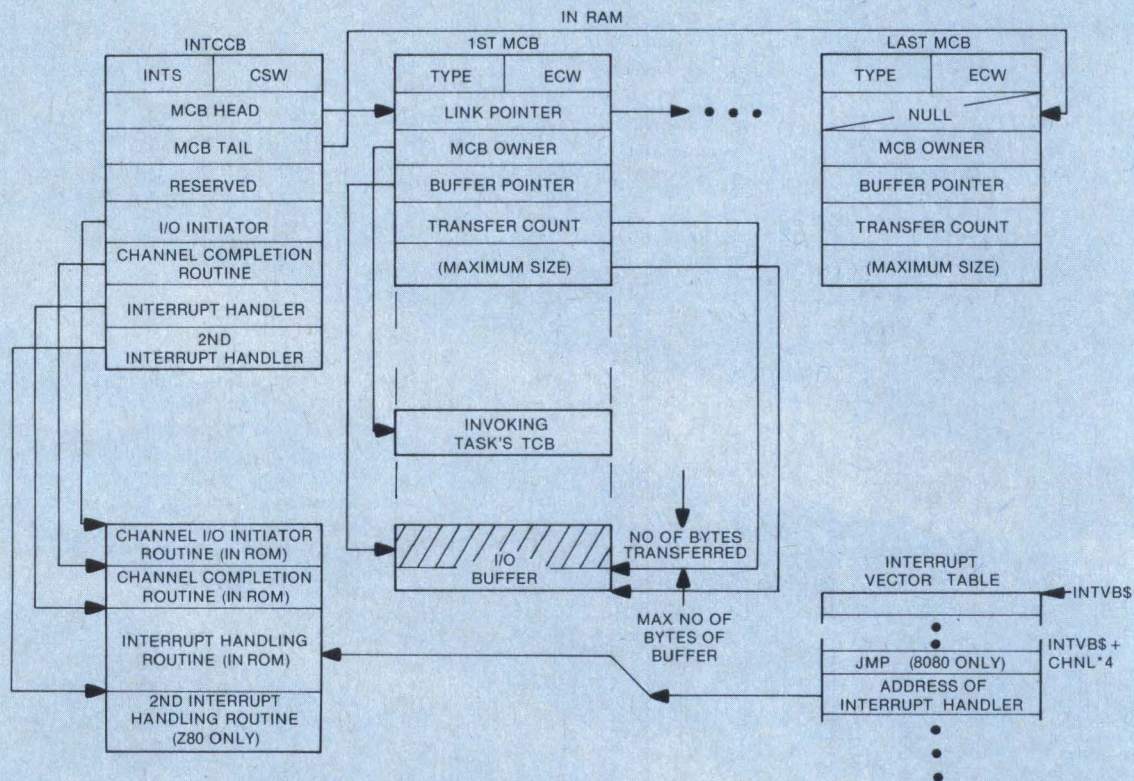 IN RAM
INTCCB
INTS CSW
MCB HEAD
MCB TAIL
RESERVED
I/O INITIATOR
CHANNEL COMPLETION
ROUTINE
INTERRUPT HANDLER
2ND
INTERRUPT HANDLER
1ST MCB
TYPE ECW
LINK POINTER
MCB OWNER
BUFFER POINTER
TRANSFER COUNT
(MAXIMUM SIZE)
LAST MCB
TYPE ECW
NULL
MCB OWNER
BUFFER POINTER
TRANSFER COUNT
(MAXIMUM SIZE)
INVOKING
TASK'S TCB
CHANNEL I/O INITIATOR
ROUTINE (IN ROM)
CHANNEL COMPLETION
ROUTINE (IN ROM)
INTERRUPT HANDLING
ROUTINE (IN ROM)
2ND INTERRUPT
HANDLING ROUTINE
(Z80 ONLY)
I/O
BUFFER
NO OF BYTES
TRANSFERRED
MAX NO OF
BYTES OF
BUFFER
INTERRUPT
VECTOR TABLE
INTVB$
INTVB$ +
CHNL*4
JMP (8080 ONLY)
ADDRESS OF
INTERRUPT HANDLER